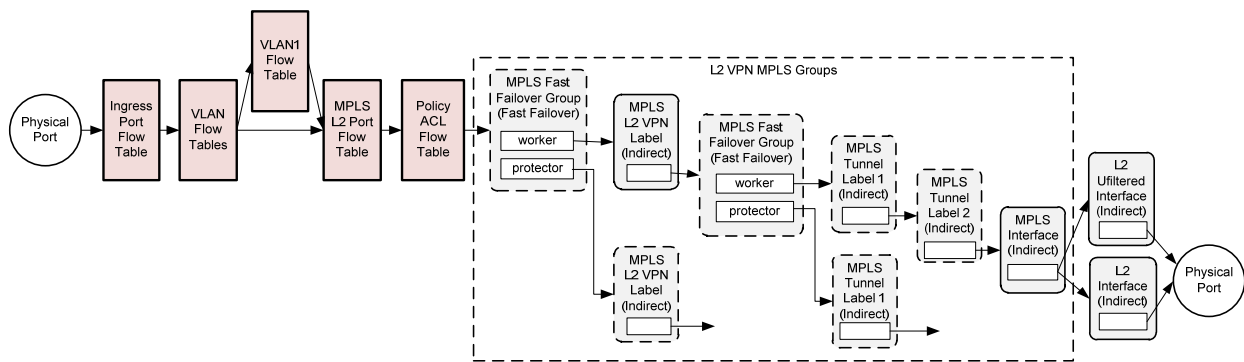 Physical
Port
Ingress
Port
Flow
Table
VLAN
Flow
Tables
VLAN1
Flow
Table
MPLS
L2 Port
Flow
Table
Policy
ACL
Flow
Table
L2 VPN MPLS Groups
MPLS Fast
Failover Group
(Fast Failover)
worker
protector
MPLS
L2 VPN
Label
(Indirect)
MPLS
L2 VPN
Label
(Indirect)
MPLS Fast
Failover Group
(Fast Failover)
worker
protector
MPLS
Tunnel
Label 1
(Indirect)
MPLS
Tunnel
Label 1
(Indirect)
MPLS
Tunnel
Label 2
(Indirect)
MPLS
Interface
(Indirect)
L2
Ufiltered
Interface
(Indirect)
L2
Interface
(Indirect)
Physical
Port